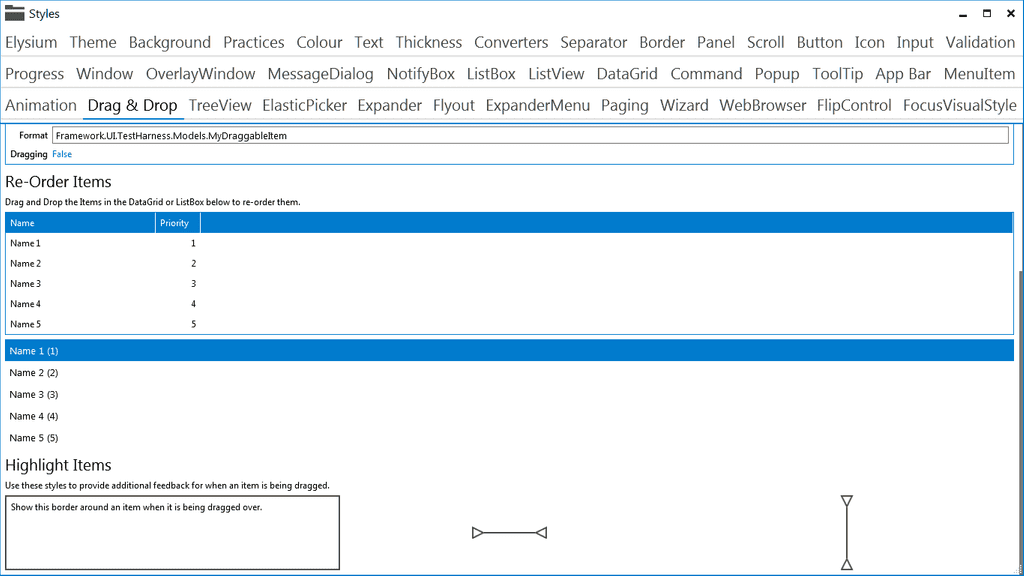 Styles
Elysium Theme Background Practices Colour Text Thickness Converters Separator Border Panel Scroll Button Icon Input Validation
Progress Window OverlayWindow MessageDialog NotifyBox ListBox ListView DataGrid Command Popup ToolTip App Bar MenuItem
Animation Drag & Drop TreeView ElasticPicker Expander Flyout ExpanderMenu Paging Wizard WebBrowser FlipControl FocusVisualStyle
Format Framework.UI.TestHarness.Models.MyDraggableItem
Dragging False
Re-Order Items
Drag and Drop the Items in the DataGrid or ListBox below to re-order them.
Name Priority
Name 1 1
Name 2 2
Name 3 3
Name 4 4
Name 5 5
Name 1 (1)
Name 2 (2)
Name 3 (3)
Name 4 (4)
Name 5 (5)
Highlight Items
Use these styles to provide additional feedback for when an item is being dragged.
Show this border around an item when it is being dragged over.